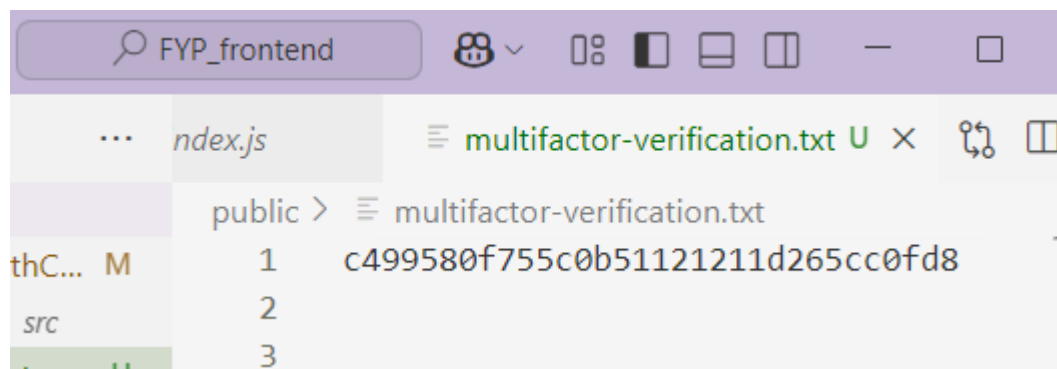 FYP_frontend
ndex.js
multifactor-verification.txt U
public > multifactor-verification.txt
thC... M
1 c499580f755c0b51121211d265cc0fd8
src
2
3